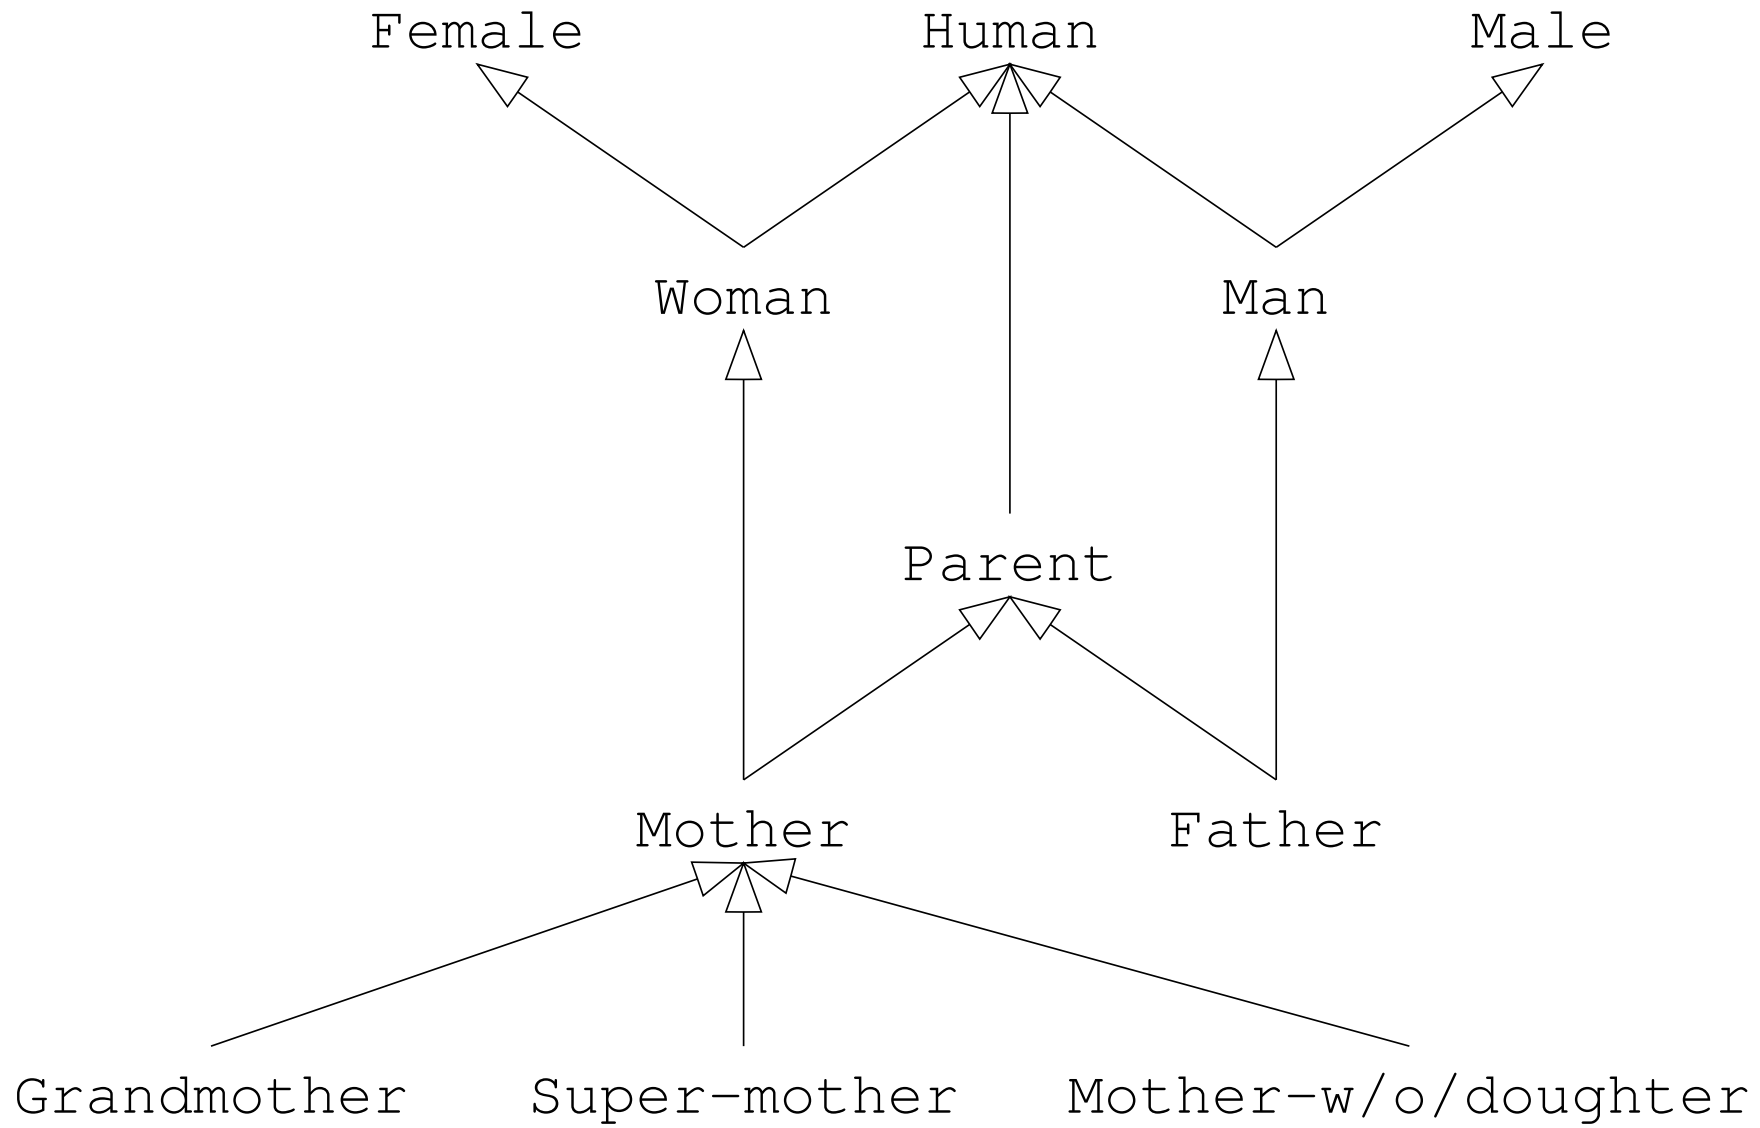 Female Human Male
Woman Man
Parent
Mother Father
Grandmother Super-mother Mother-w/o/doughter